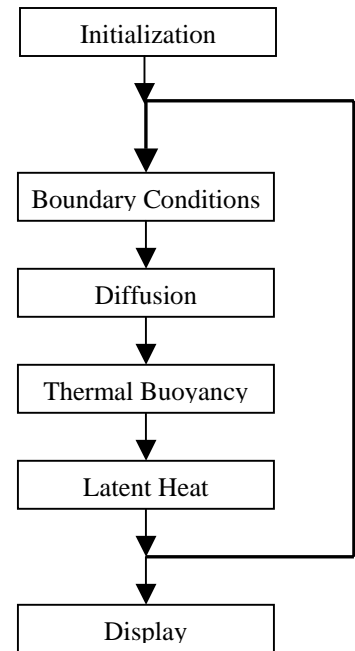 Initialization
Boundary Conditions
Diffusion
Thermal Buoyancy
Latent Heat
Display